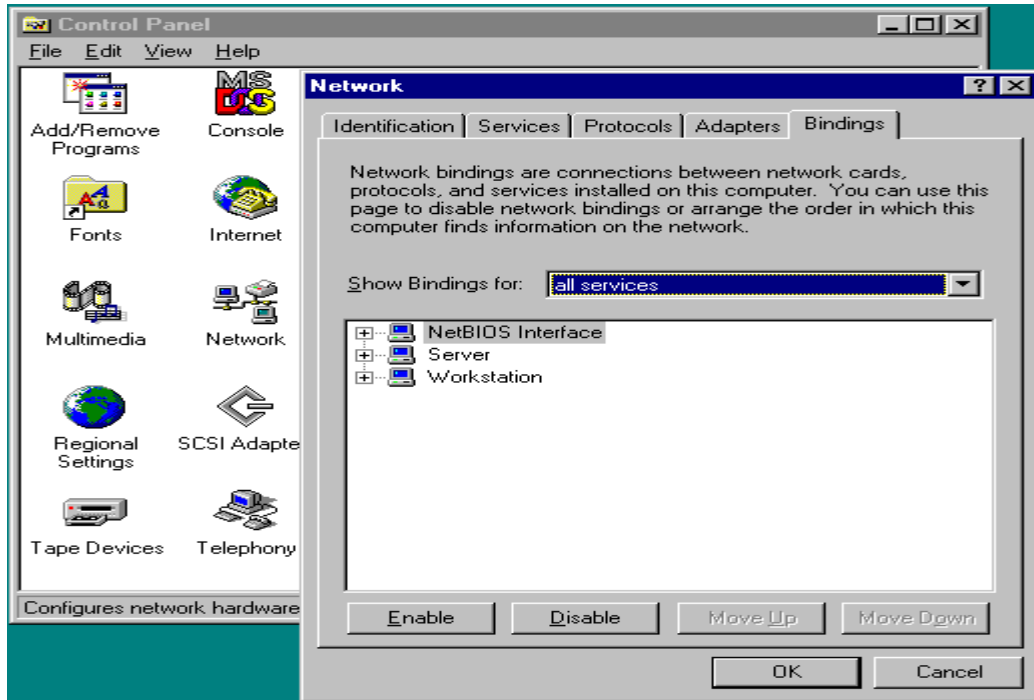 Control Panel
File Edit View Help
MS
Add/Remove
Programs
Console
Fonts
Internet
Multimedia
Network
Regional
Settings
SCSI Adapte
Tape Devices
Telephony
Configures network hardware
Network
Identification Services Protocols Adapters Bindings
Network bindings are connections between network cards,
protocols, and services installed on this computer. You can use this
page to disable network bindings or arrange the order in which this
computer finds information on the network.
Show Bindings for: all services
NetBIOS Interface
Server
Workstation
Enable Disable Move Up Move Down
OK Cancel